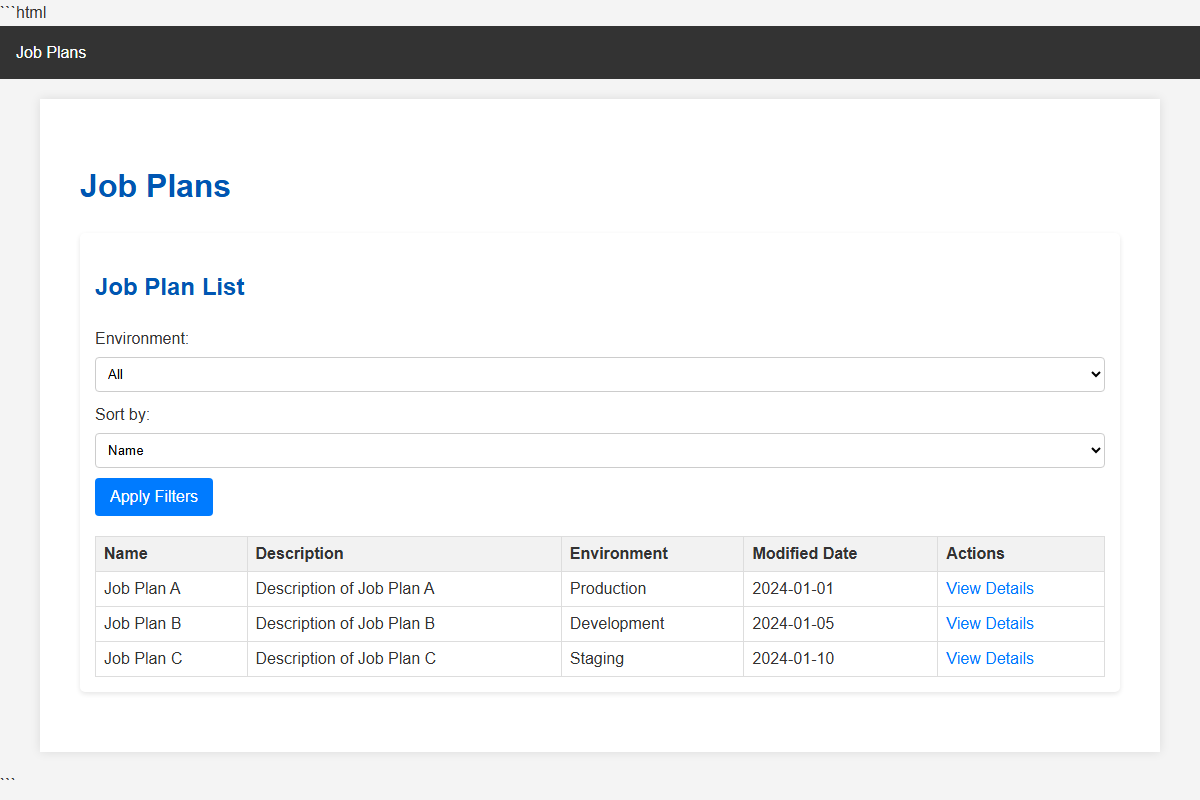 ```html
Job Plans
Job Plans
Job Plan List
Environment:
All
Sort by:
Name
Apply Filters
Name Description Environment Modified Date Actions
Job Plan A Description of Job Plan A Production 2024-01-01 View Details
Job Plan B Description of Job Plan B Development 2024-01-05 View Details
Job Plan C Description of Job Plan C Staging 2024-01-10 View Details
```